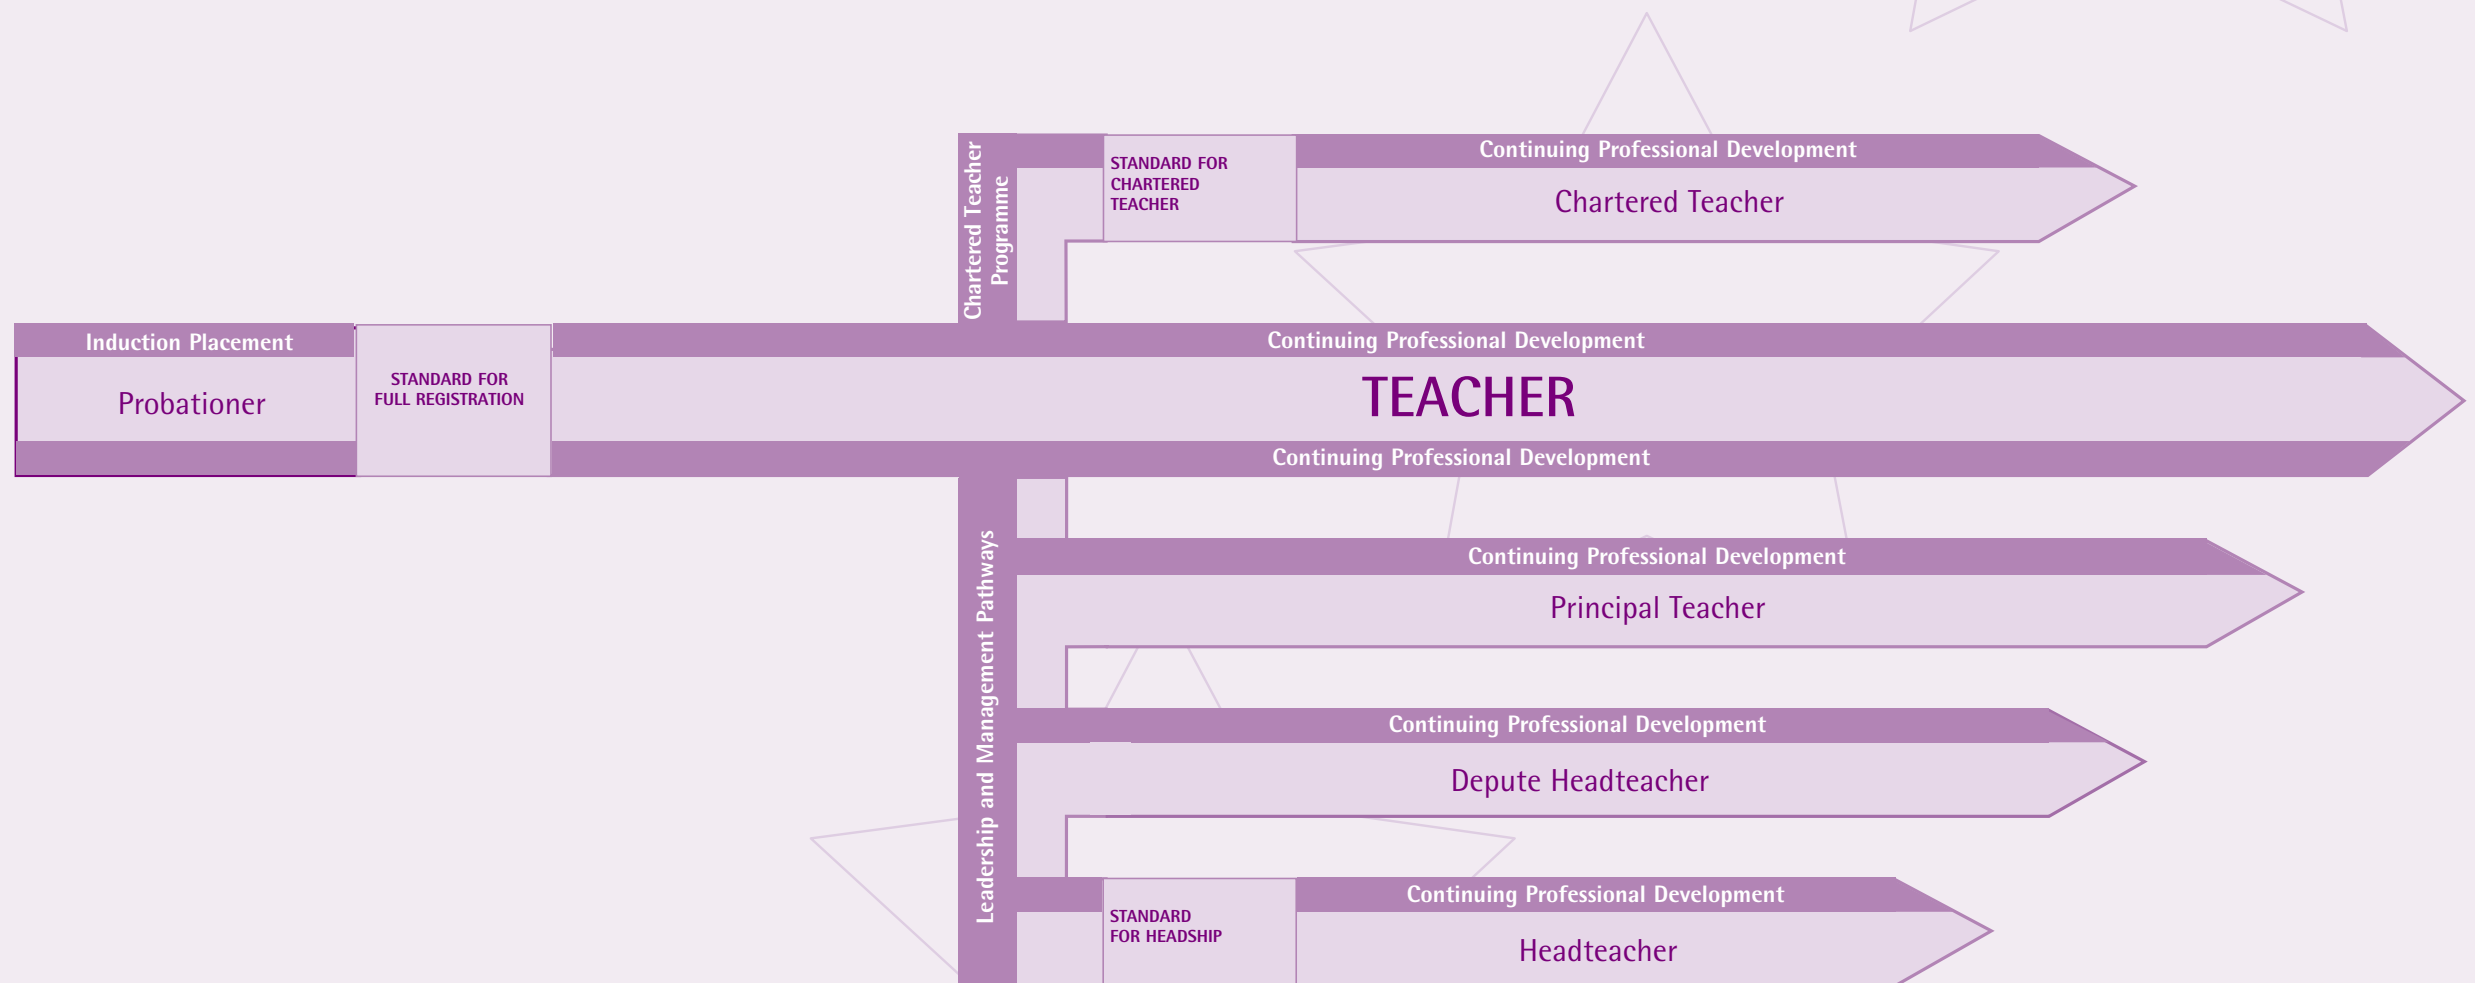 Continuing Professional Development
Chartered Teacher
Programme
STANDARD FOR
CHARTERED
TEACHER
Chartered Teacher
Induction Placement
Continuing Professional Development
Probationer
STANDARD FOR
FULL REGISTRATION
TEACHER
Continuing Professional Development
Leadership and Management Pathways
Continuing Professional Development
Principal Teacher
Continuing Professional Development
Depute Headteacher
Continuing Professional Development
STANDARD
FOR HEADSHIP
Headteacher